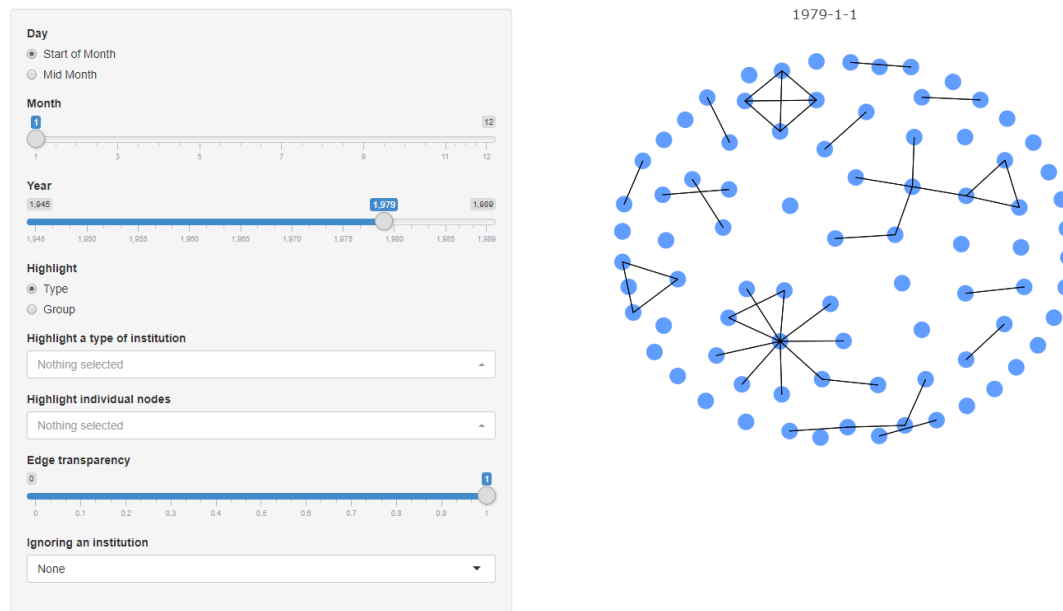 1979-1-1
Day
Start of Month
Mid Month
Month
1 12
1 3 5 7 9 11 12
Year
1,945 1,979 1,989
1,945 1,950 1,955 1,960 1,965 1,970 1,975 1,980 1,985 1,989
Highlight
Type
Group
Highlight a type of institution
Nothing selected
Highlight individual nodes
Nothing selected
Edge transparency
0 1
0 0.1 0.2 0.3 0.4 0.5 0.6 0.7 0.8 0.9 1
Ignoring an institution
None